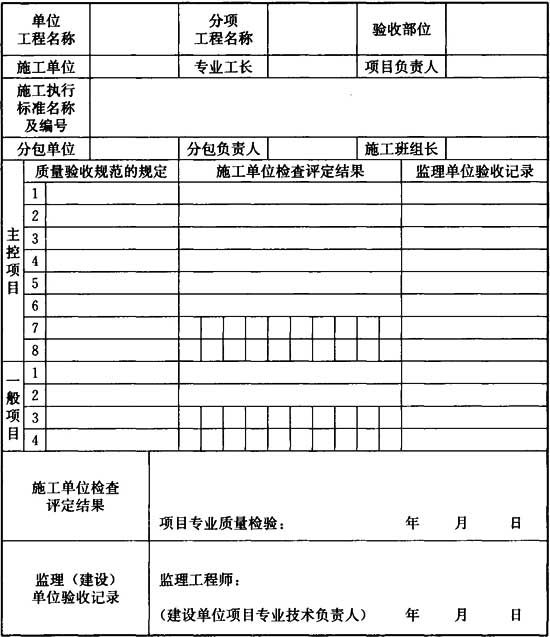 单位
工程名称
分项
工程名称
验收部位
施工单位
专业工长
项目负责人
施工执行
标准名称
及编号
分包单位
分包负责人
施工班组长
质量验收规范的规定
施工单位检查评定结果
监理单位验收记录
主控项目
1
2
3
4
5
6
7
8
一般项目
1
2
3
4
施工单位检查
评定结果
项目专业质量检验：
年 月 日
监理（建设）
单位验收记录
监理工程师：
（建设单位项目专业技术负责人） 年 月 日